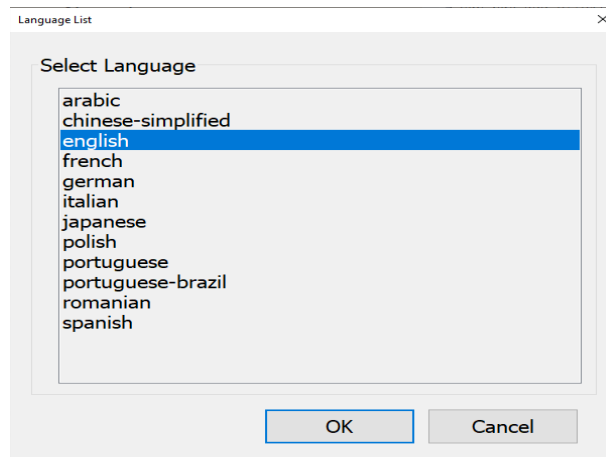 Language List
Select Language
arabic
chinese-simplified
english
french
german
italian
japanese
polish
portuguese
portuguese-brazil
romanian
spanish
OK Cancel